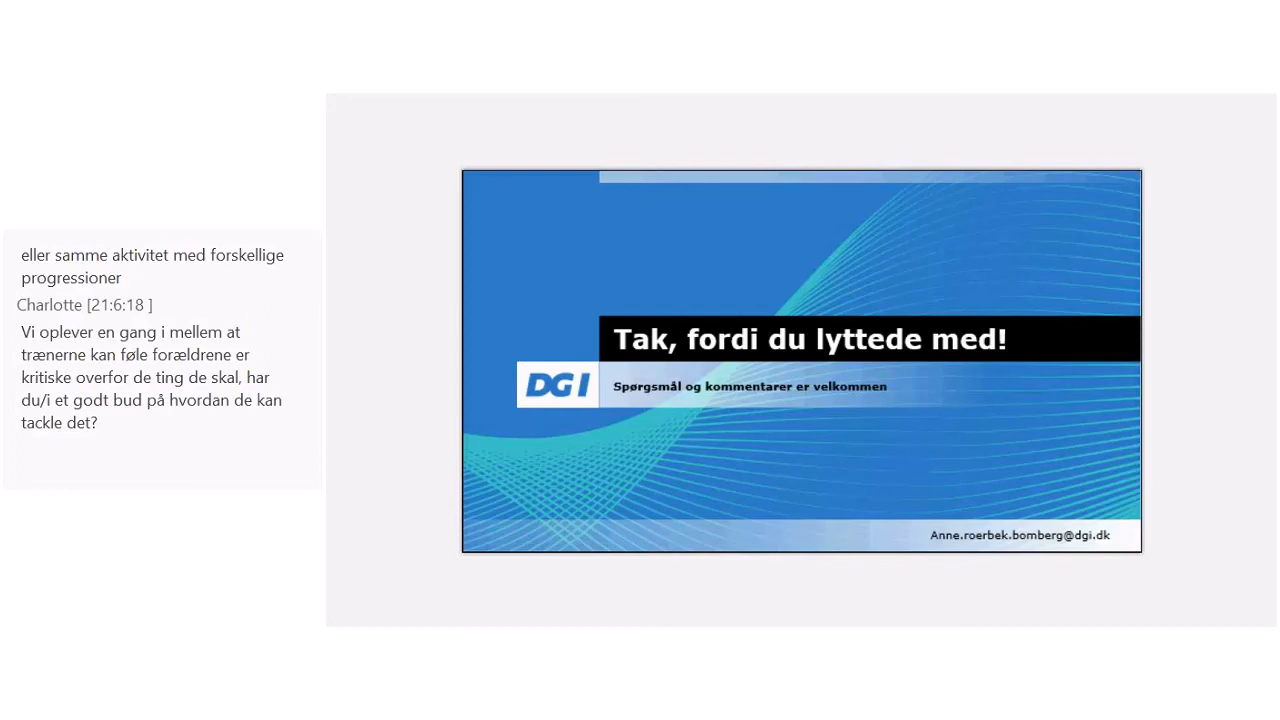 eller samme aktivitet med forskellige
progressioner
Charlotte [21:6:18 ]
Vi oplever en gang i mellem at
trænerne kan føle forældrene er
kritiske overfor de ting de skal, har
du/i et godt bud på hvordan de kan
tackle det?
Tak, fordi du lyttede med!
DGI
Spørgsmål og kommentarer er velkommen
Anne.roerbek.bomberg@dgi.dk